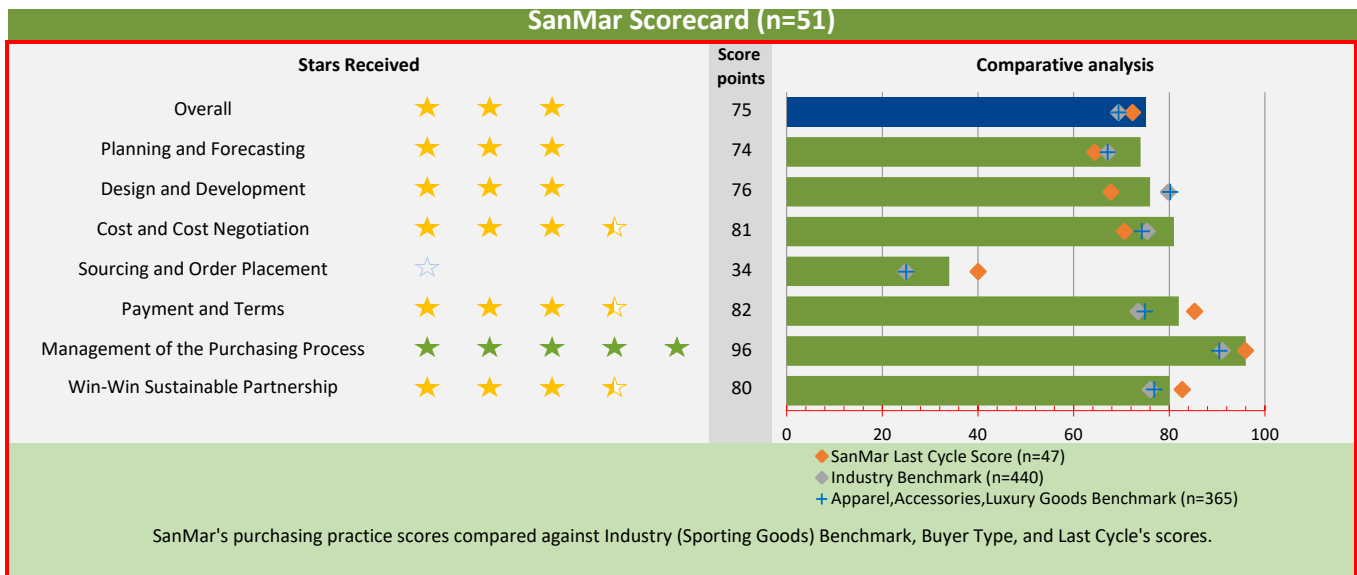 SanMar Scorecard (n=51)
Stars Received
Score points
Comparative analysis
Overall 75
Planning and Forecasting 74
Design and Development 76
Cost and Cost Negotiation 81
Sourcing and Order Placement 34
Payment and Terms 82
Management of the Purchasing Process 96
Win-Win Sustainable Partnership 80
0 20 40 60 80 100
SanMar Last Cycle Score (n=47)
Industry Benchmark (n=440)
Apparel,Accessories,Luxury Goods Benchmark (n=365)
SanMar's purchasing practice scores compared against Industry (Sporting Goods) Benchmark, Buyer Type, and Last Cycle's scores.